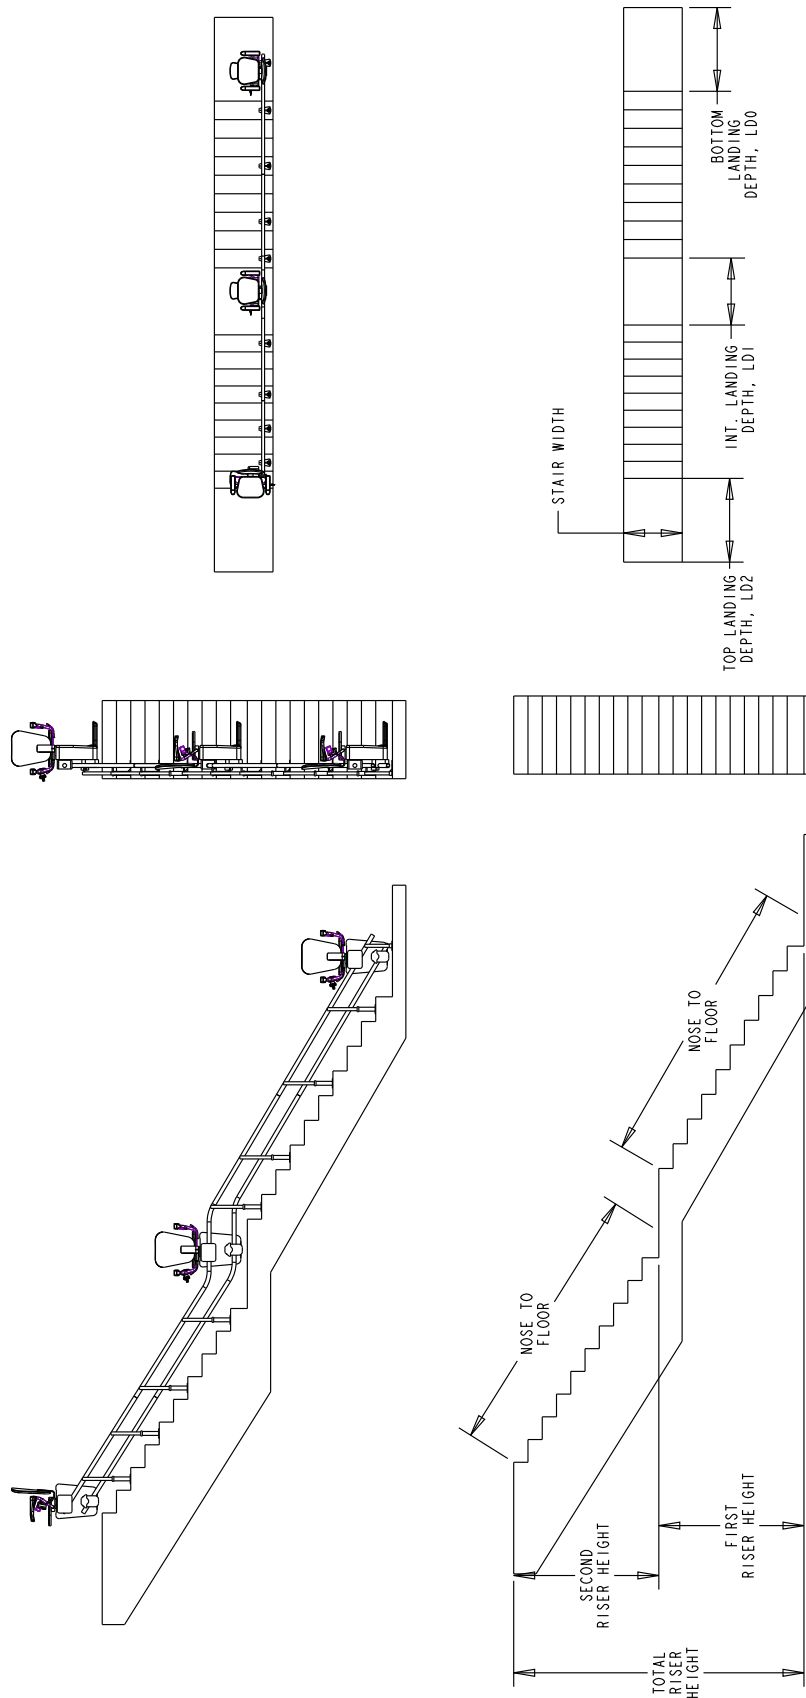 BOTTOM
LANDING
DEPTH, LD0
INT. LANDING
DEPTH, LD1
STAIR WIDTH
TOP LANDING
DEPTH, LD2
NOSE TO
FLOOR
NOSE TO
FLOOR
FIRST
RISER HEIGHT
SECOND
RISER HEIGHT
TOTAL
RISER
HEIGHT